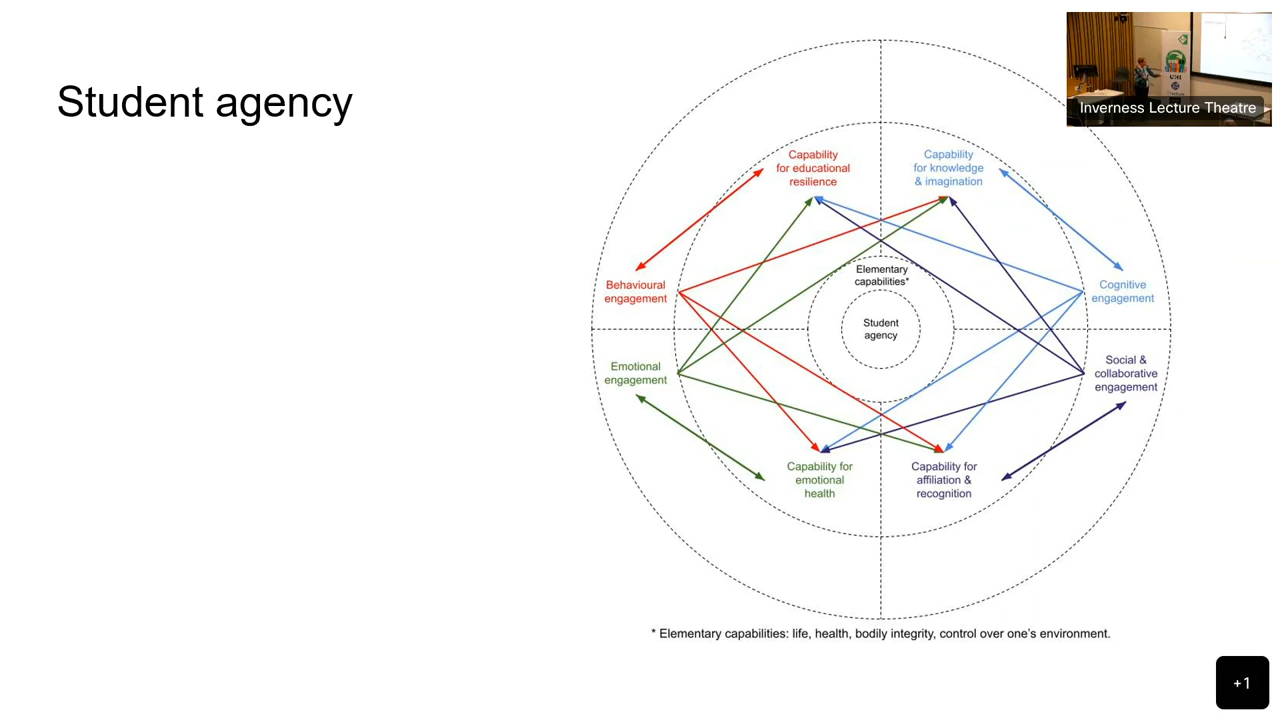 Student agency
Inverness Lecture Theatre
Capability
for educational
resilience
Capability
for knowledge
& imagination
Behavioural
engagement
Elementary
capabilities*
Cognitive
engagement
Student
agency
Emotional
engagement
Social &
collaborative
engagement
Capability for
emotional
health
Capability for
affiliation &
recognition
* Elementary capabilities: life, health, bodily integrity, control over one's environment.
+1